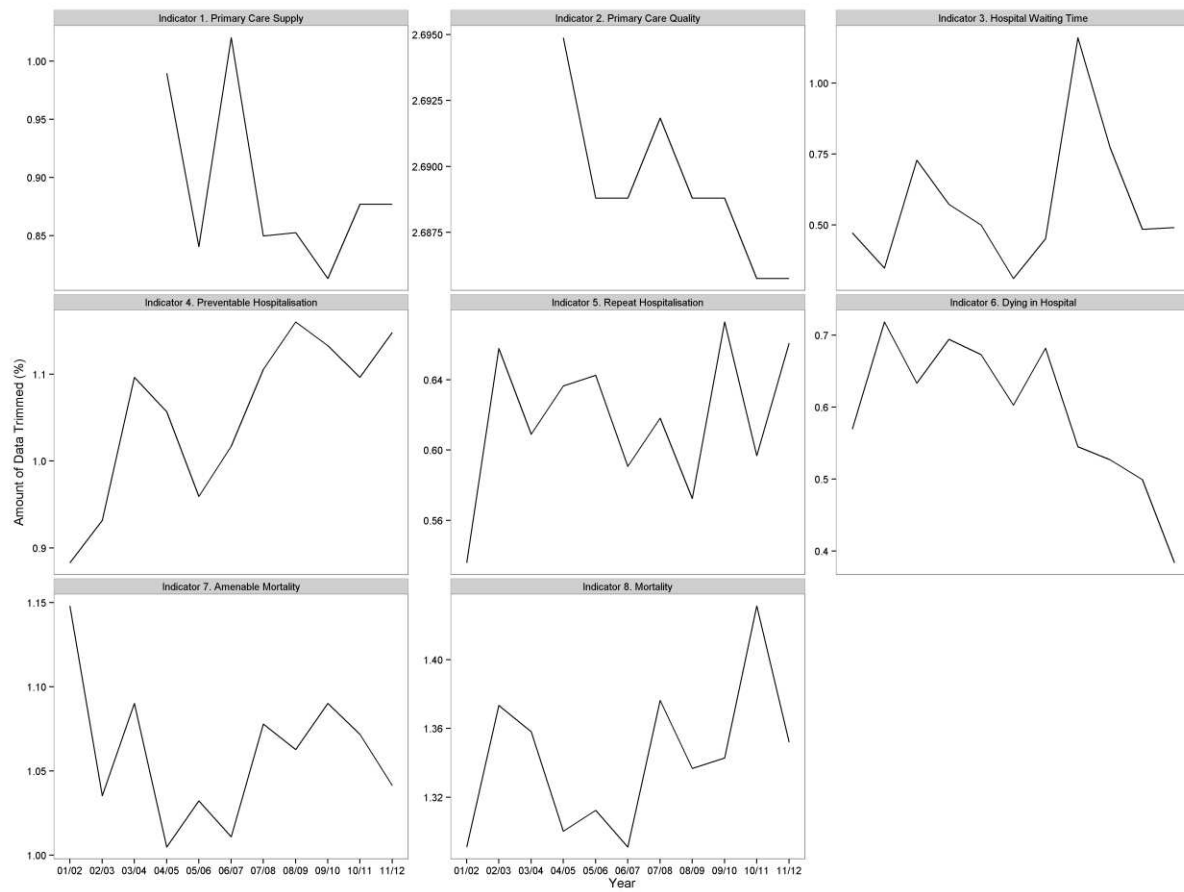 Indicator 1. Primary Care Supply
Indicator 2. Primary Care Quality
Indicator 3. Hospital Waiting Time
1.00
0.95
0.90
0.85
2.6950
2.6925
2.6900
2.6875
1.00
0.75
0.50
Indicator 4. Preventable Hospitalisation
Indicator 5. Repeat Hospitalisation
Indicator 6. Dying in Hospital
Amount of Data Trimmed (%)
1.1
1.0
0.9
0.64
0.60
0.56
0.7
0.6
0.5
0.4
Indicator 7. Amenable Mortality
Indicator 8. Mortality
1.15
1.10
1.05
1.00
1.40
1.36
1.32
01/02 02/03 03/04 04/05 05/06 06/07 07/08 08/09 09/10 10/11 11/12
01/02 02/03 03/04 04/05 05/06 06/07 07/08 08/09 09/10 10/11 11/12
Year